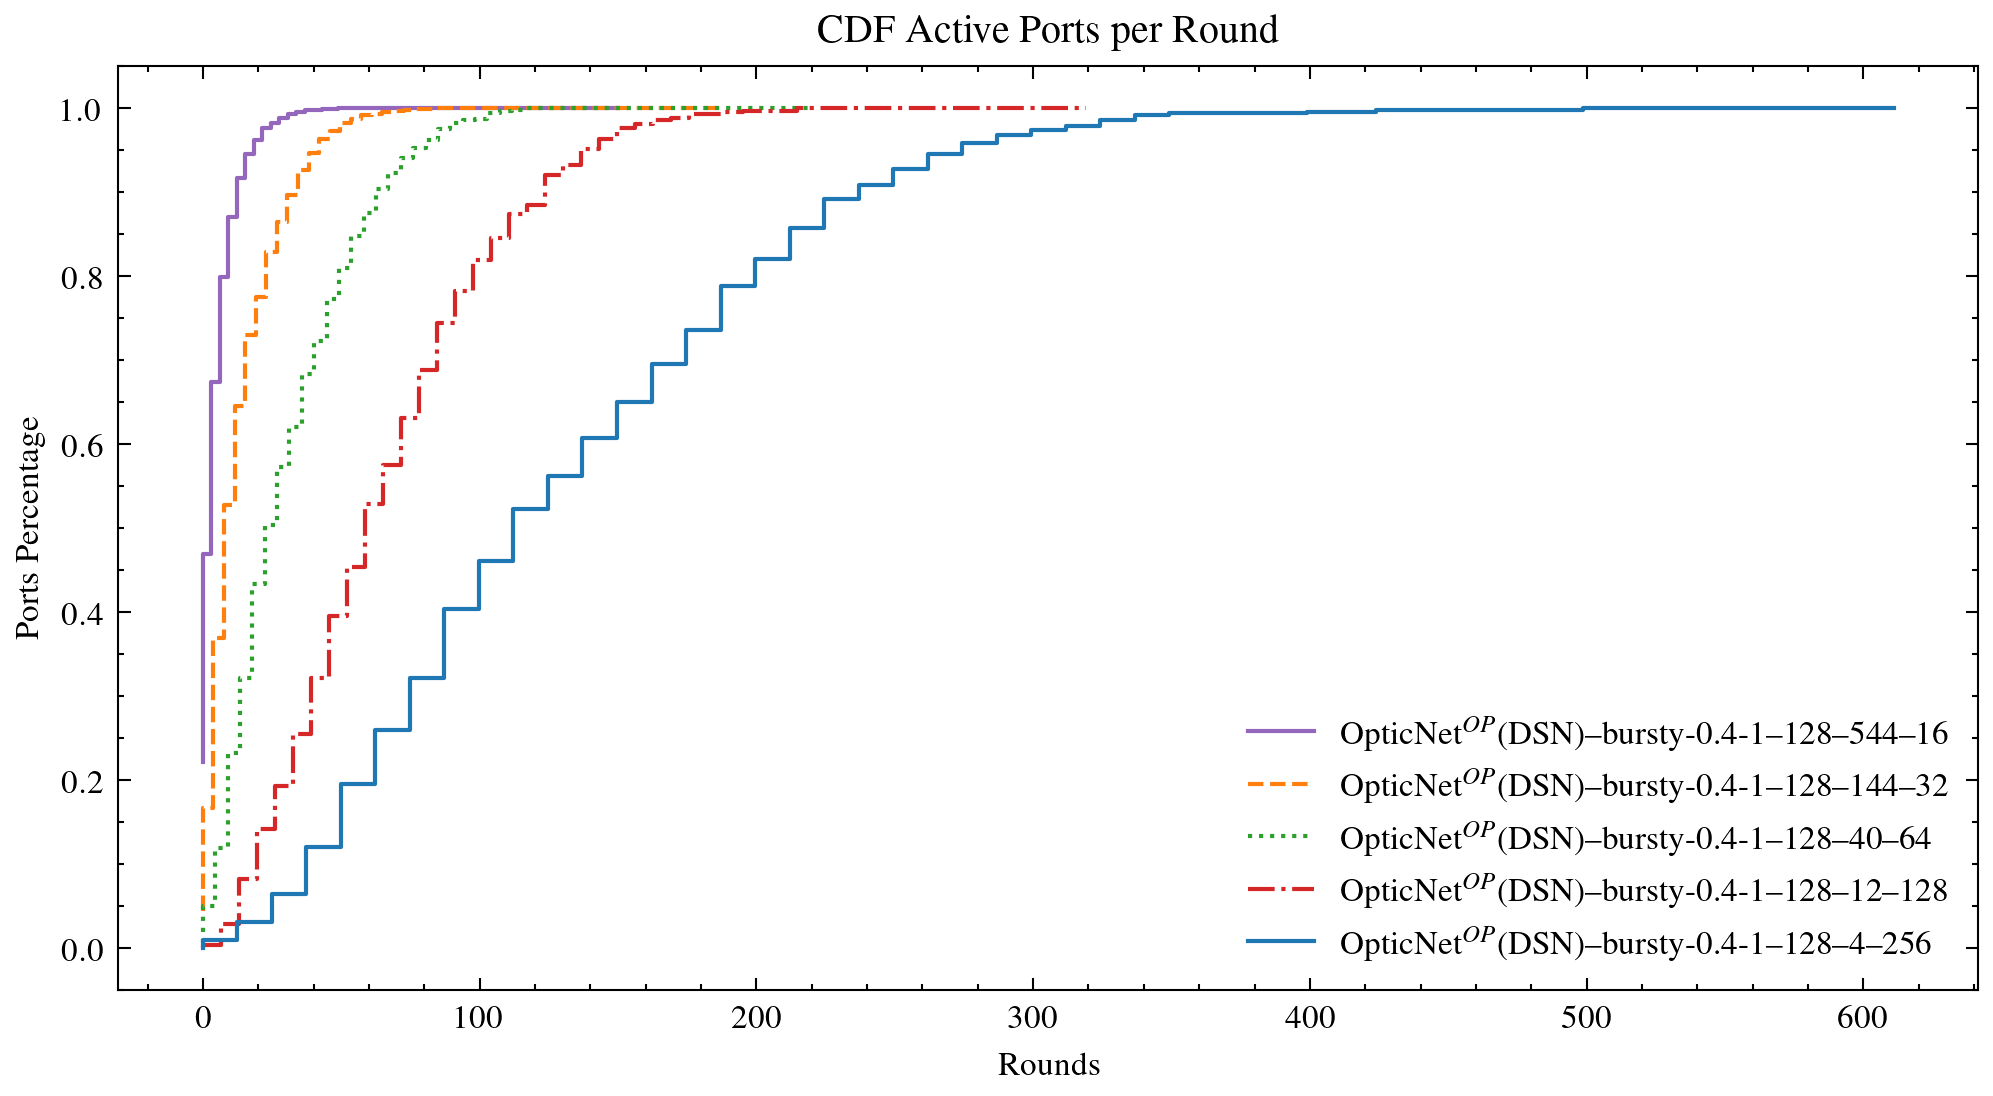 CDF Active Ports per Round
1.0
0.8
0.6
0.4
0.2
0.0
Ports Percentage
OpticNet^OP(DSN)–bursty-0.4-1–128–544–16
OpticNet^OP(DSN)–bursty-0.4-1–128–144–32
OpticNet^OP(DSN)–bursty-0.4-1–128–40–64
OpticNet^OP(DSN)–bursty-0.4-1–128–12–128
OpticNet^OP(DSN)–bursty-0.4-1–128–4–256
0 100 200 300 400 500 600
Rounds